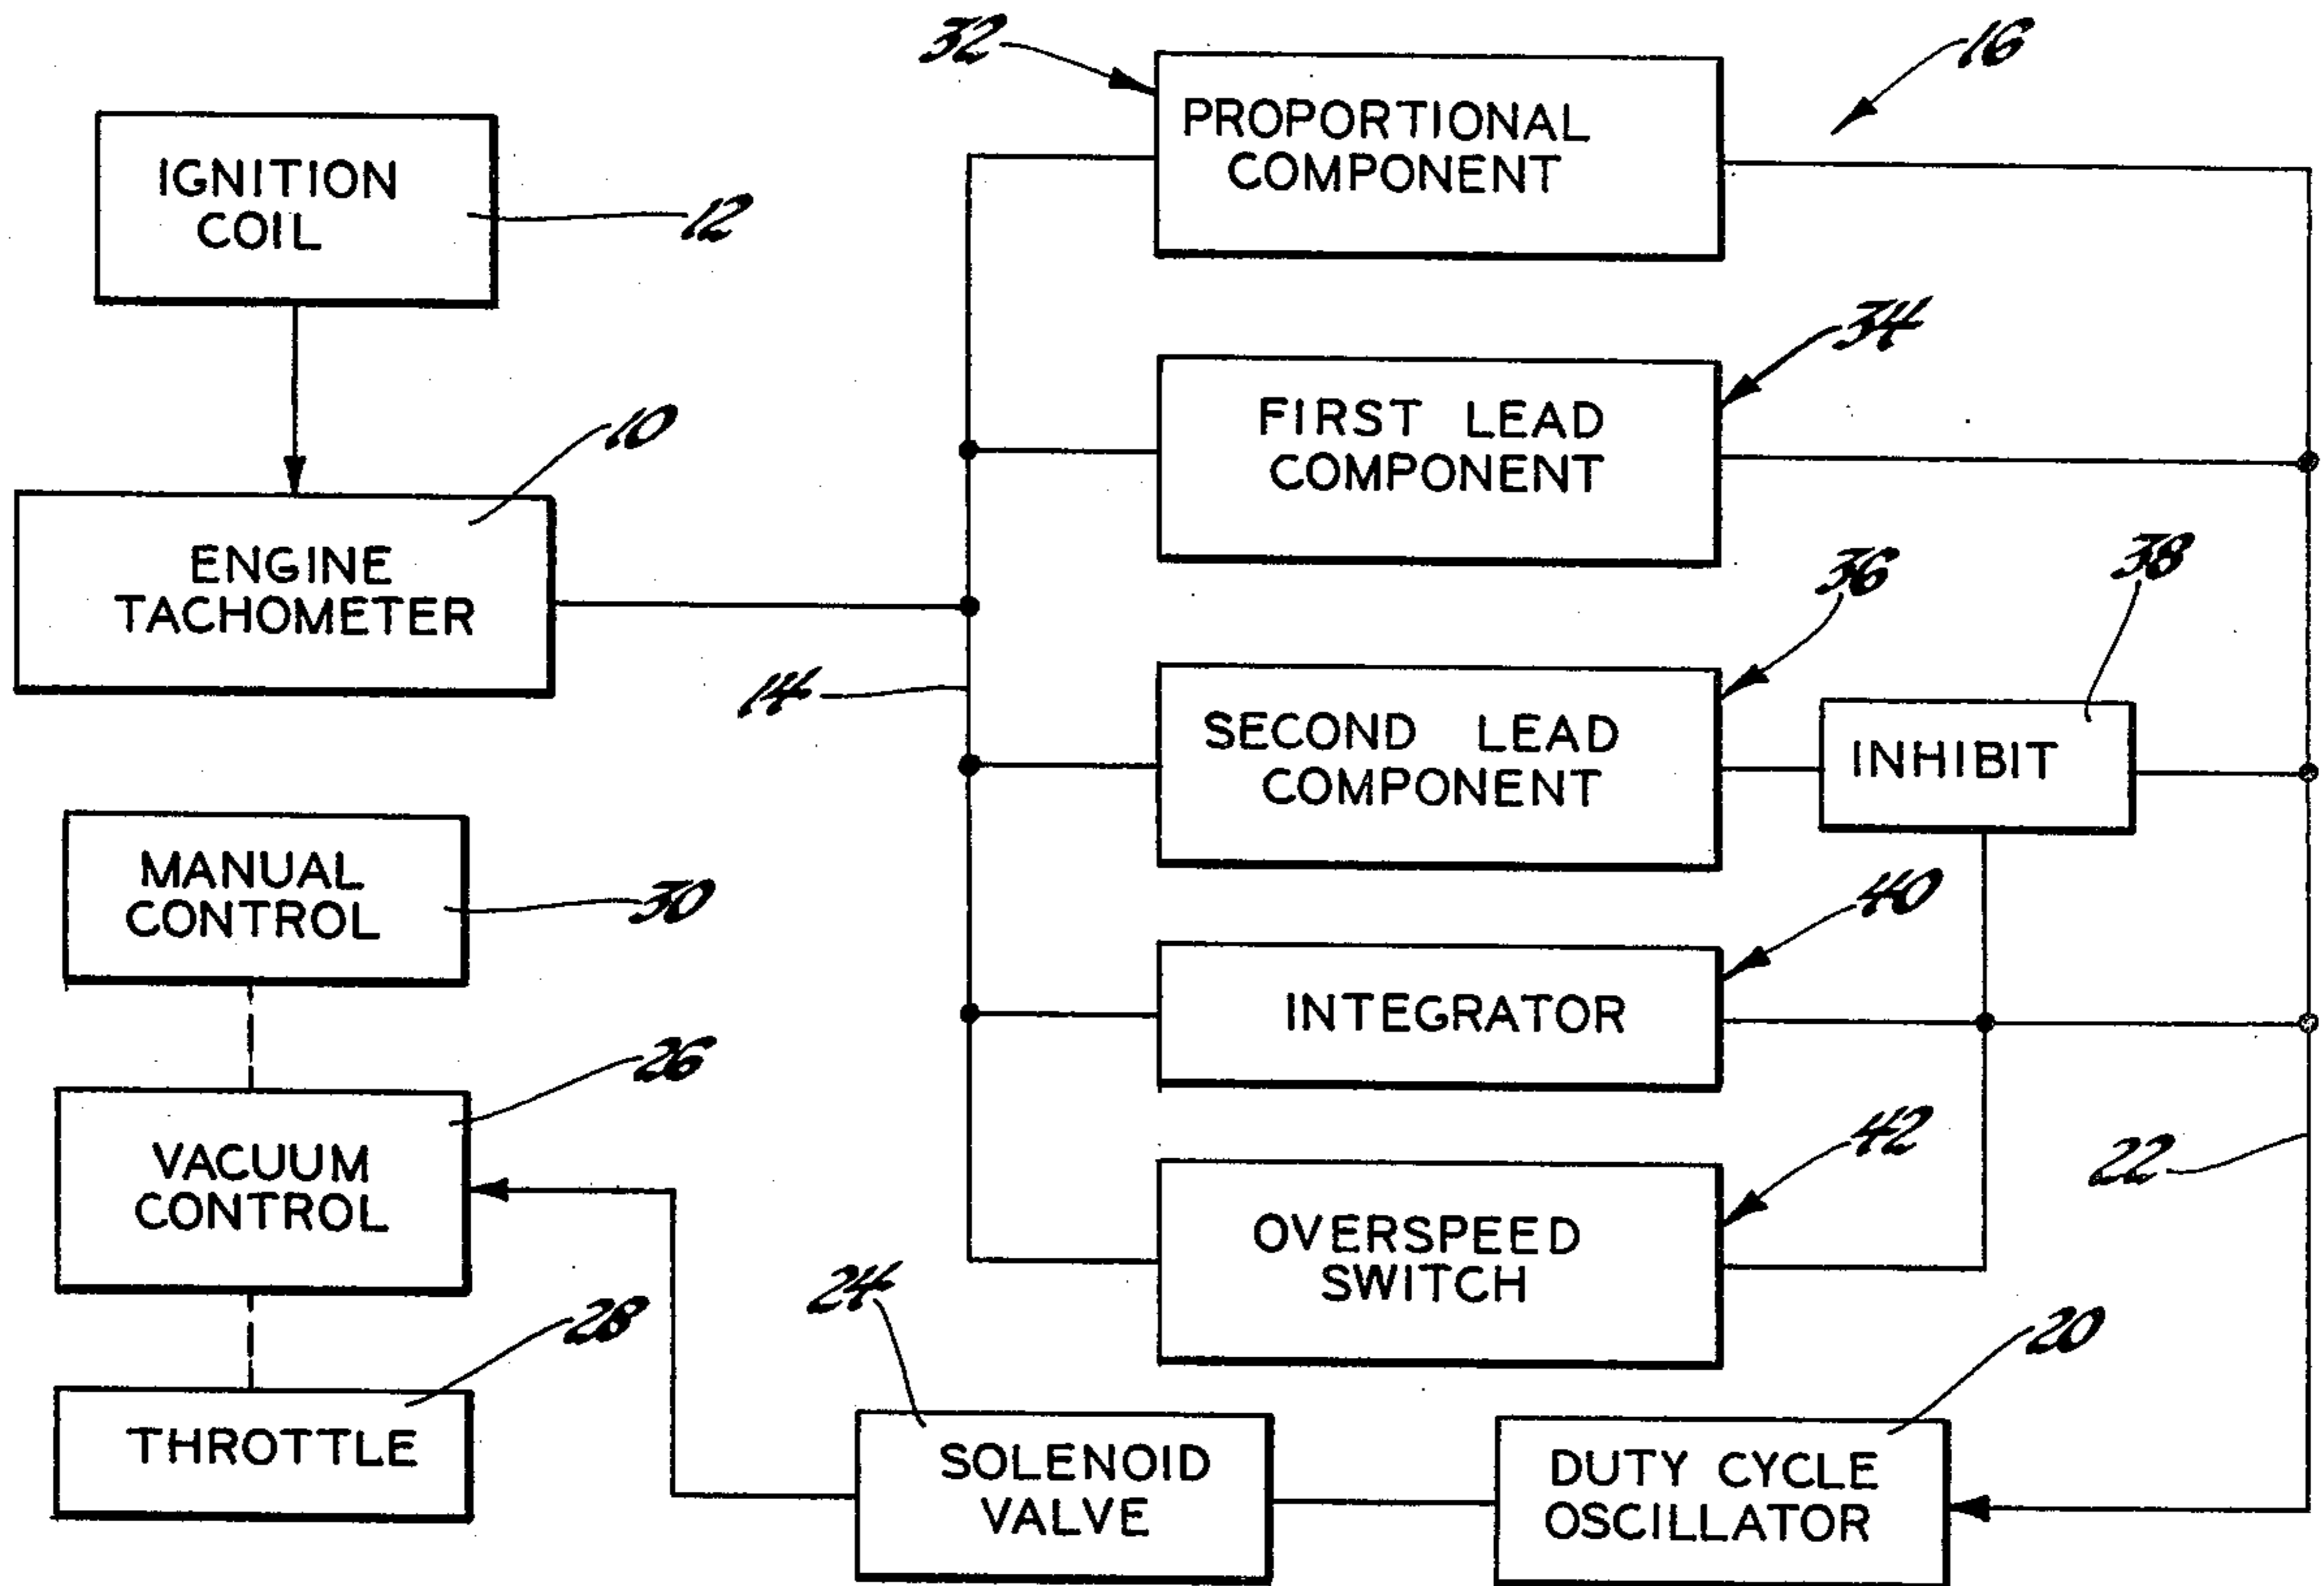 32
PROPORTIONAL
COMPONENT
16
IGNITION
COIL
12
FIRST LEAD
COMPONENT
34
10
ENGINE
TACHOMETER
14
SECOND LEAD
COMPONENT
36
INHIBIT
38
MANUAL
CONTROL
30
INTEGRATOR
40
VACUUM
CONTROL
26
OVERSPEED
SWITCH
42
22
THROTTLE
28
24
SOLENOID
VALVE
20
DUTY CYCLE
OSCILLATOR